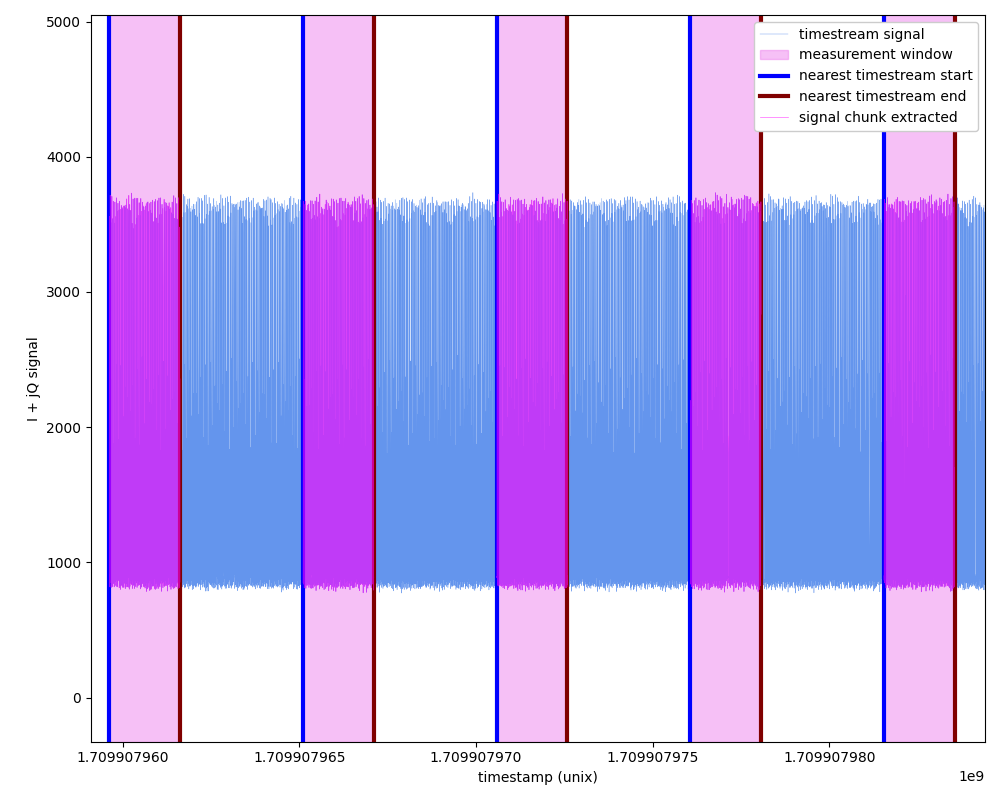 5000
4000
3000
2000
1000
0
I + jQ signal
timestream signal
measurement window
nearest timestream start
nearest timestream end
signal chunk extracted
1.709907960
1.709907965
1.709907970
1.709907975
1.709907980
1e9
timestamp (unix)